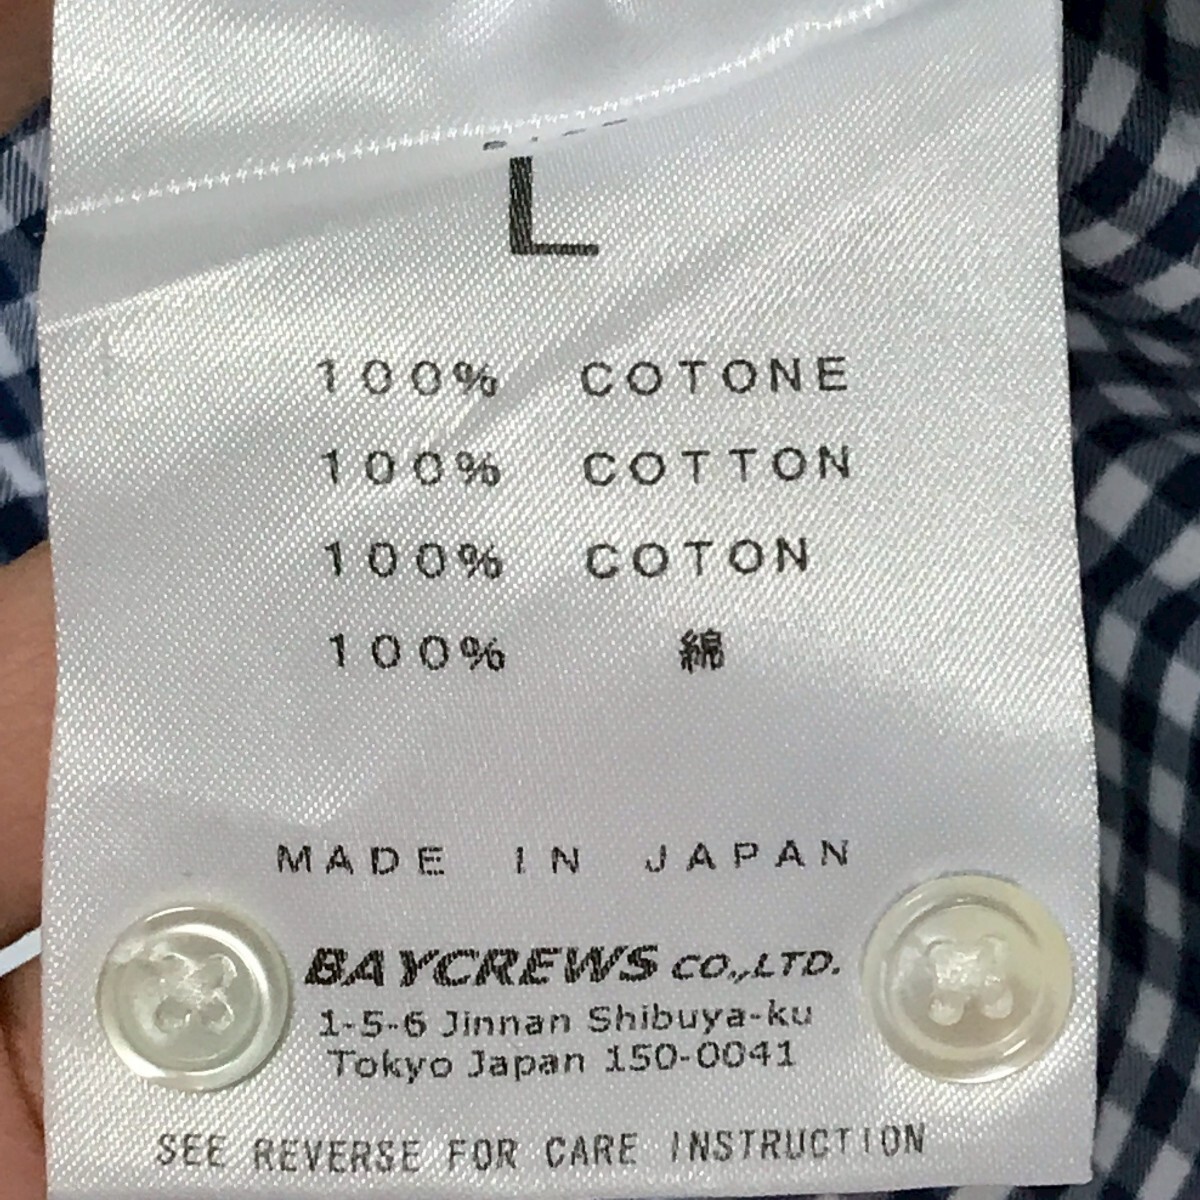 L
100% COTONE
100% COTTON
100% COTON
100% 綿
MADE IN JAPAN
BAYCREWS CO.,LTD.
1-5-6 Jinnan Shibuya-ku
Tokyo Japan 150-0041
SEE REVERSE FOR CARE INSTRUCTION